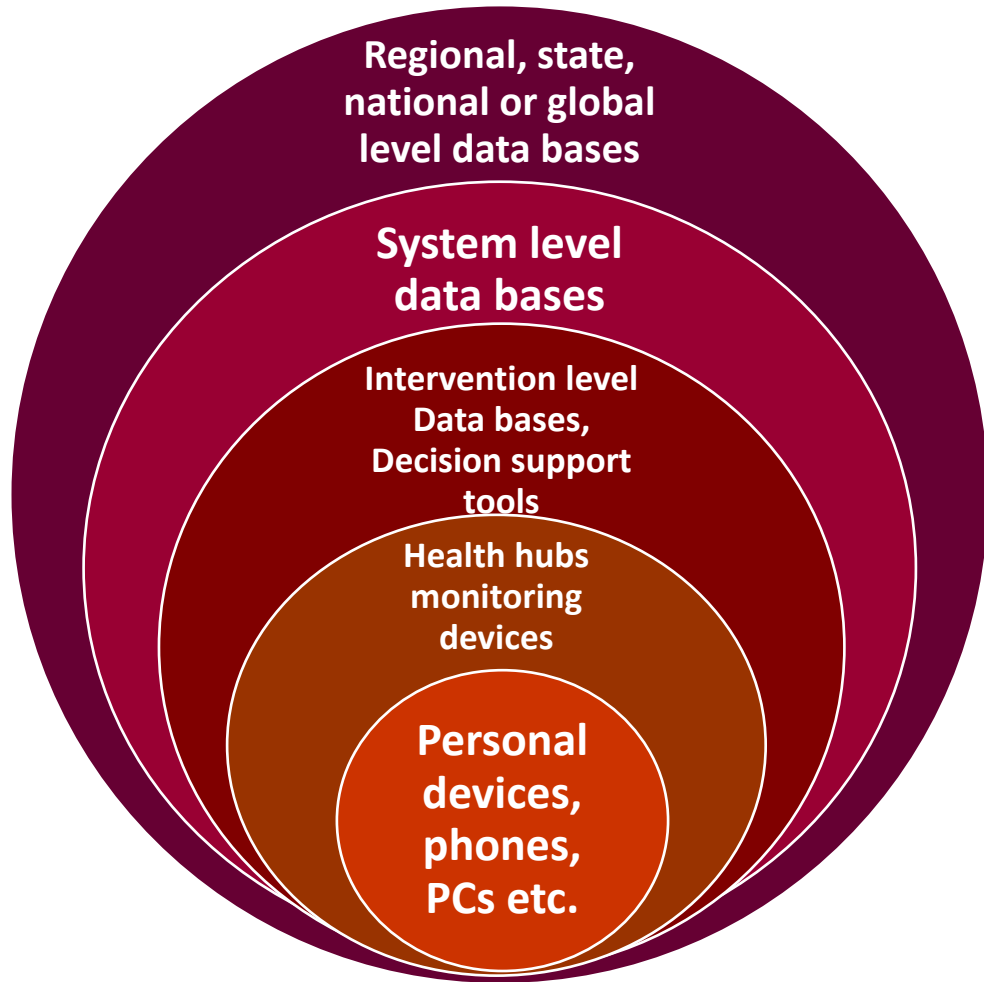 Regional, state,
national or global
level data bases
System level
data bases
Intervention level
Data bases,
Decision support
tools
Health hubs
monitoring
devices
Personal
devices,
phones,
PCs etc.